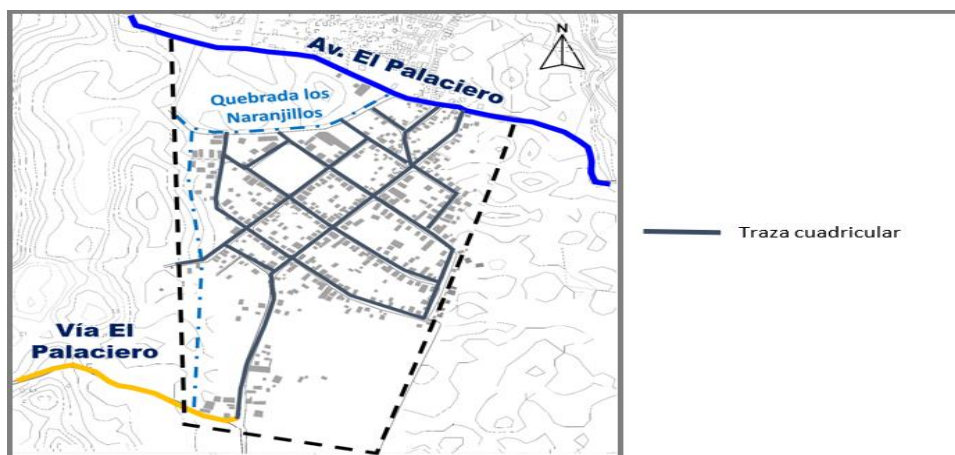 N
Av. El Palaciero
Quebrada los
Naranjillos
Traza cuadricular
Vía El
Palaciero